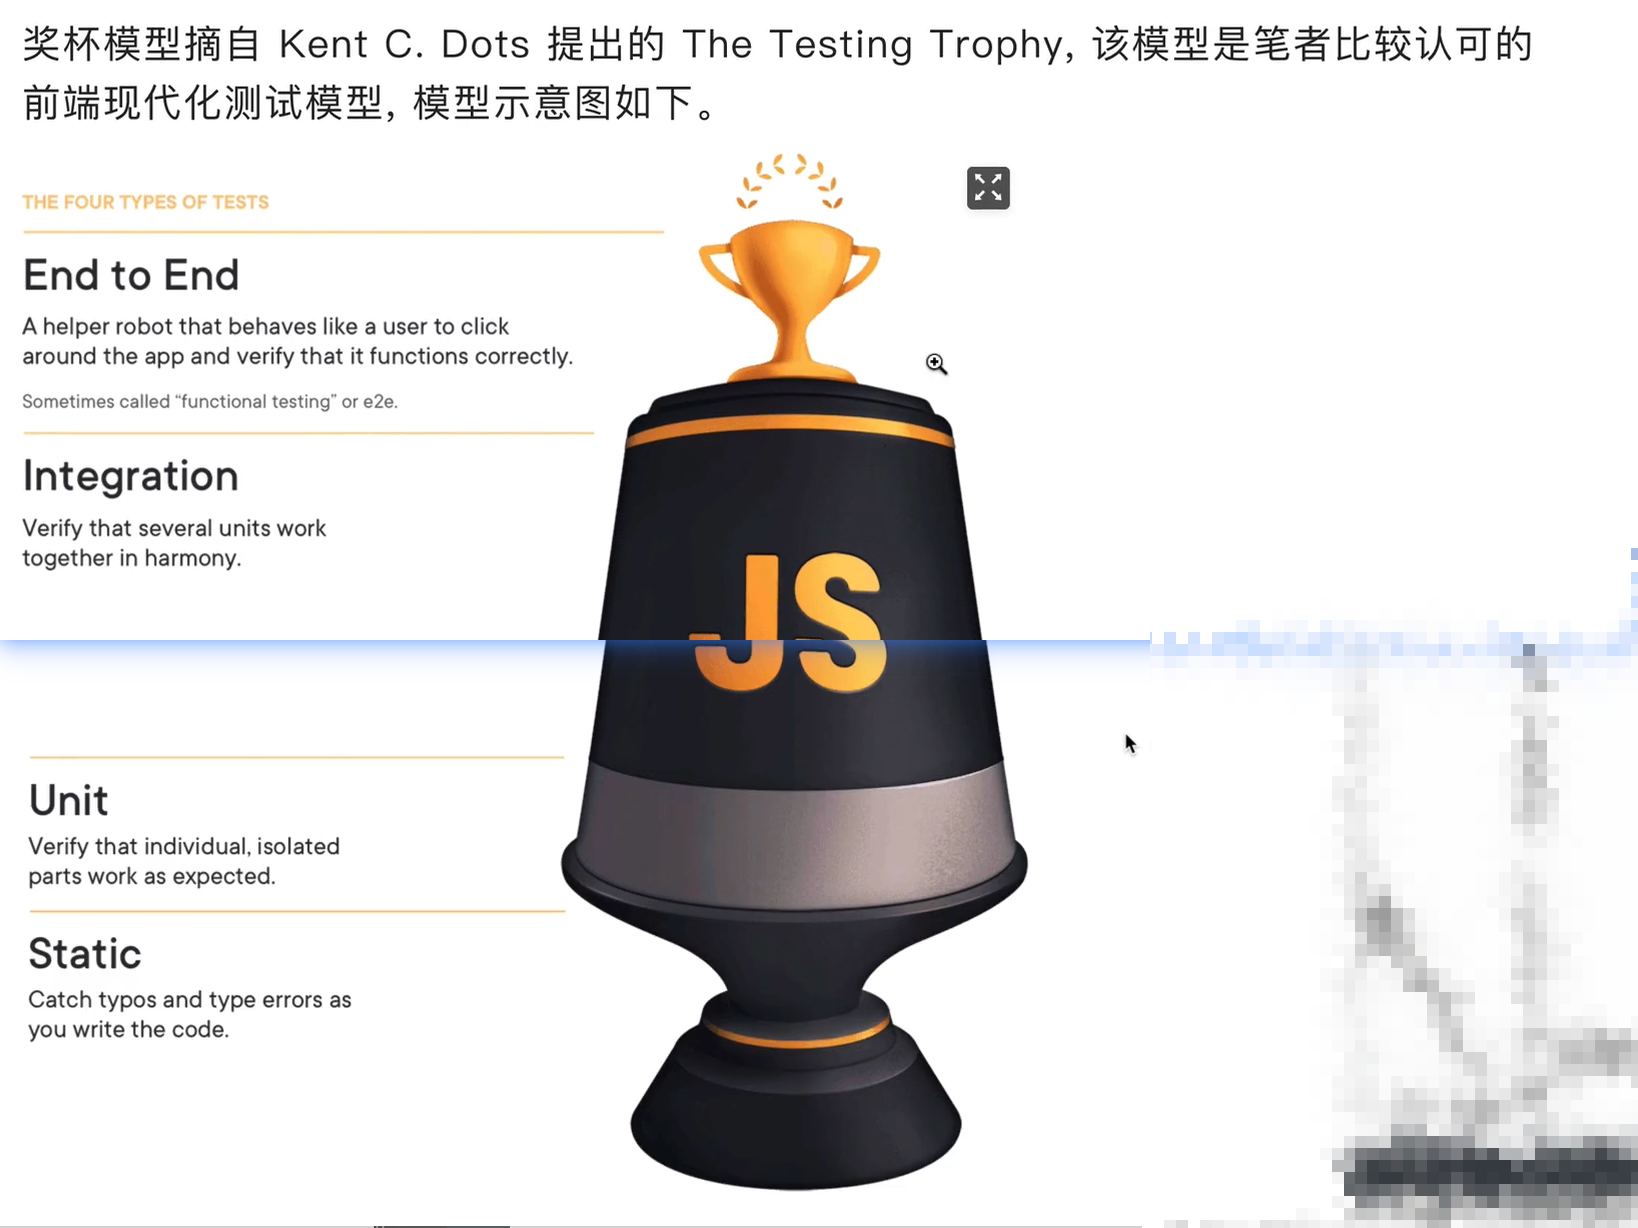 奖杯模型摘自 Kent C. Dots 提出的 The Testing Trophy, 该模型是笔者比较认可的
前端现代化测试模型, 模型示意图如下。
THE FOUR TYPES OF TESTS
End to End
A helper robot that behaves like a user to click
around the app and verify that it functions correctly.
Sometimes called “functional testing” or e2e.
Integration
Verify that several units work
together in harmony.
JS
Unit
Verify that individual, isolated
parts work as expected.
Static
Catch typos and type errors as
you write the code.